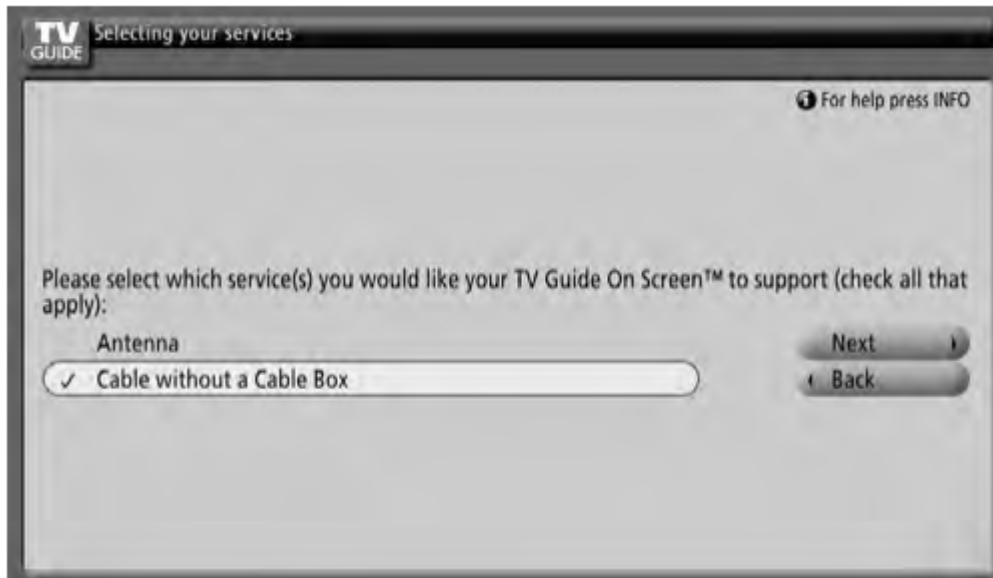 TV
GUIDE
Selecting your services
For help press INFO
Please select which service(s) you would like your TV Guide On Screen™ to support (check all that
apply):
Antenna
✓ Cable without a Cable Box
Next
Back